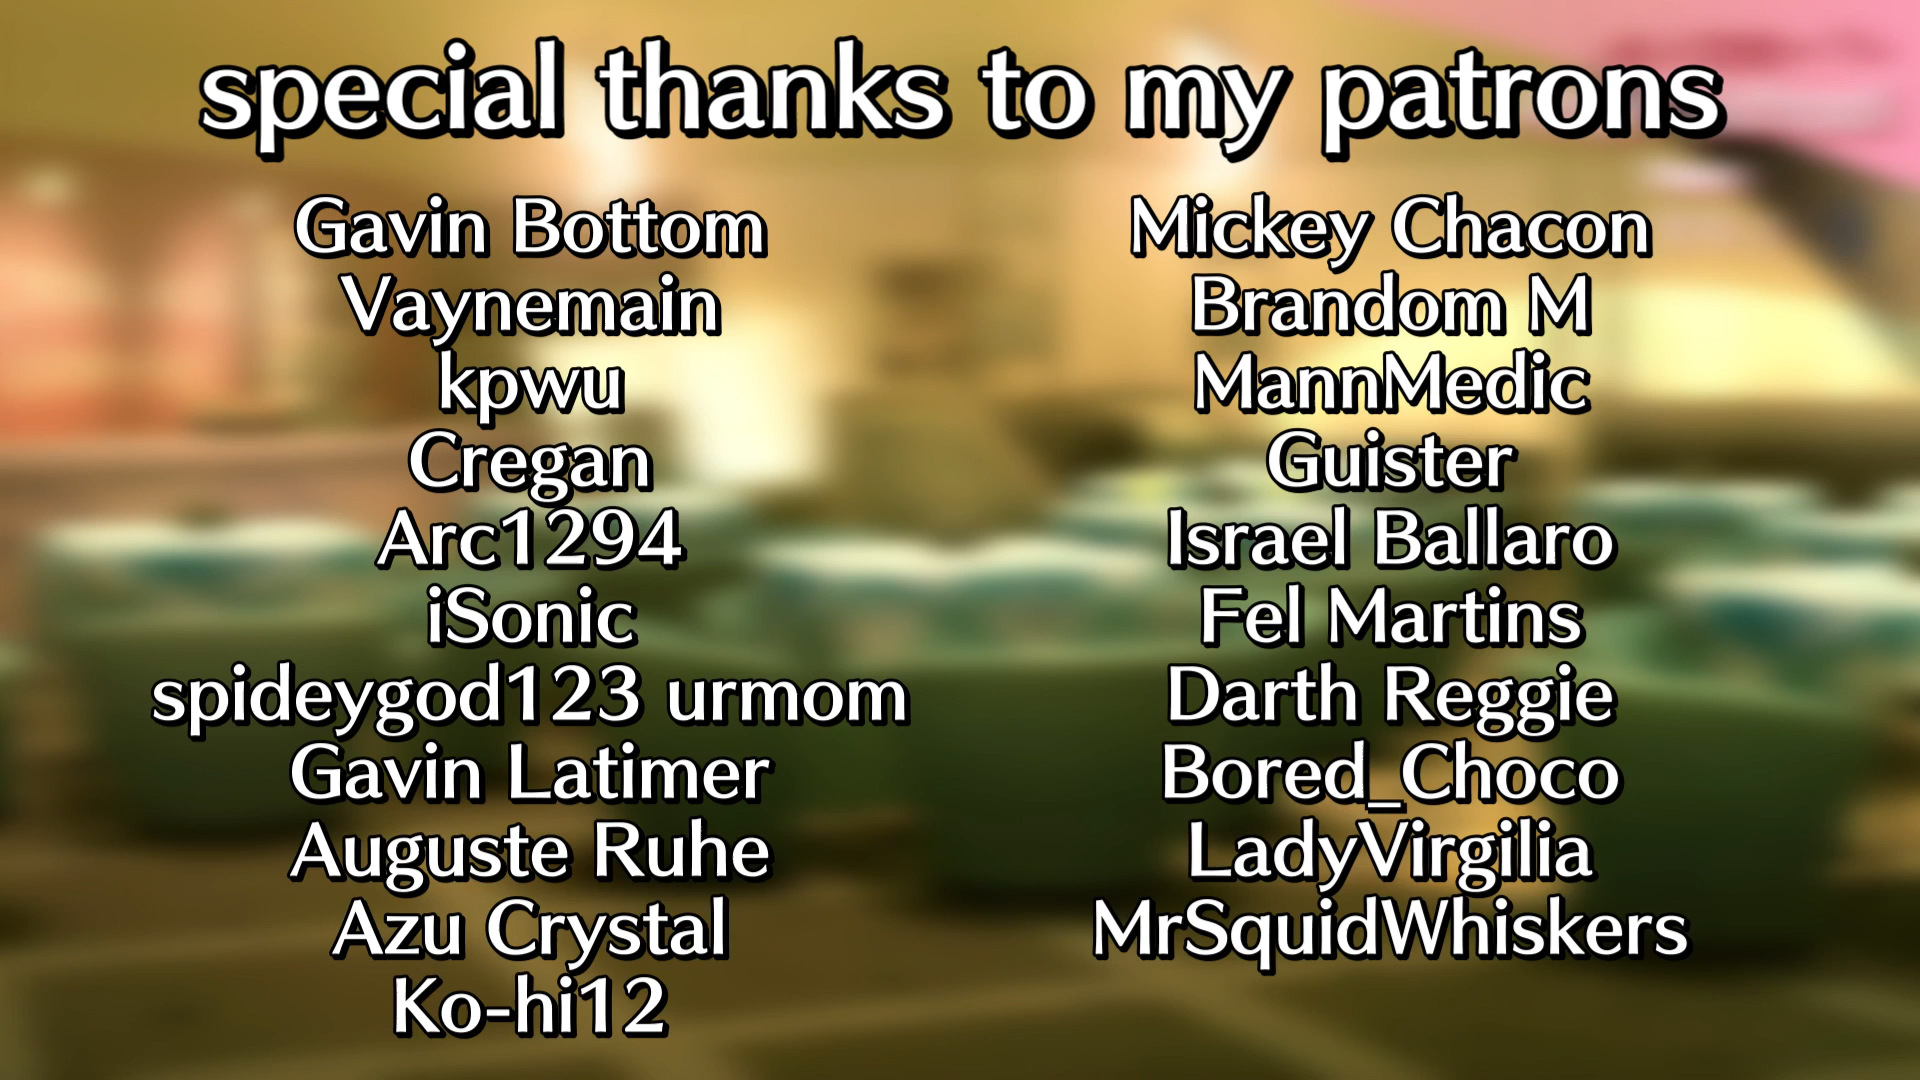 special thanks to my patrons
Gavin Bottom
Vaynemain
kpwu
Cregan
Arc1294
iSonic
spideygod123 urmom
Gavin Latimer
Auguste Ruhe
Azu Crystal
Ko-hi12
Mickey Chacon
Brandom M
MannMedic
Guister
Israel Ballaro
Fel Martins
Darth Reggie
Bored_Choco
LadyVirgilia
MrSquidWhiskers